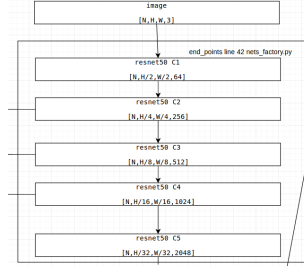 image
[N,H,W,3]
end_points line 42 nets_factory.py
resnet50 C1
[N,H/2,W/2,64]
resnet50 C2
[N,H/4,W/4,256]
resnet50 C3
[N,H/8,W/8,512]
resnet50 C4
[N,H/16,W/16,1024]
resnet50 C5
[N,H/32,W/32,2048]